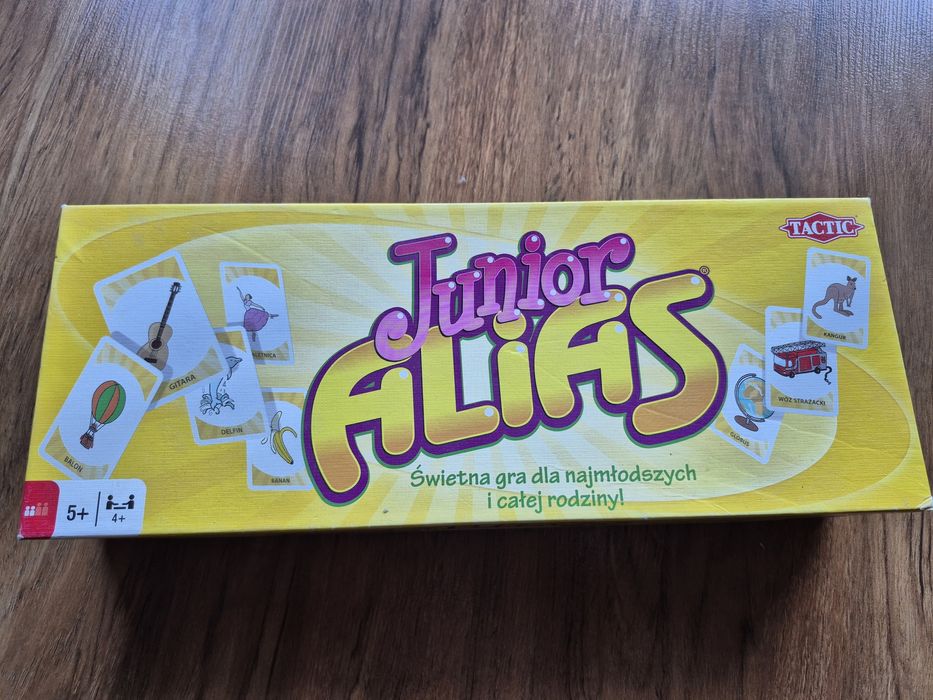 TACTIC
Junior
ALiAS®
Świetna gra dla najmłodszych
i całej rodziny!
GITARA
BALON
DELFIN
BANAN
KANGUR
WÓZ STRAŻACKI
GLOBUS
5+
4+